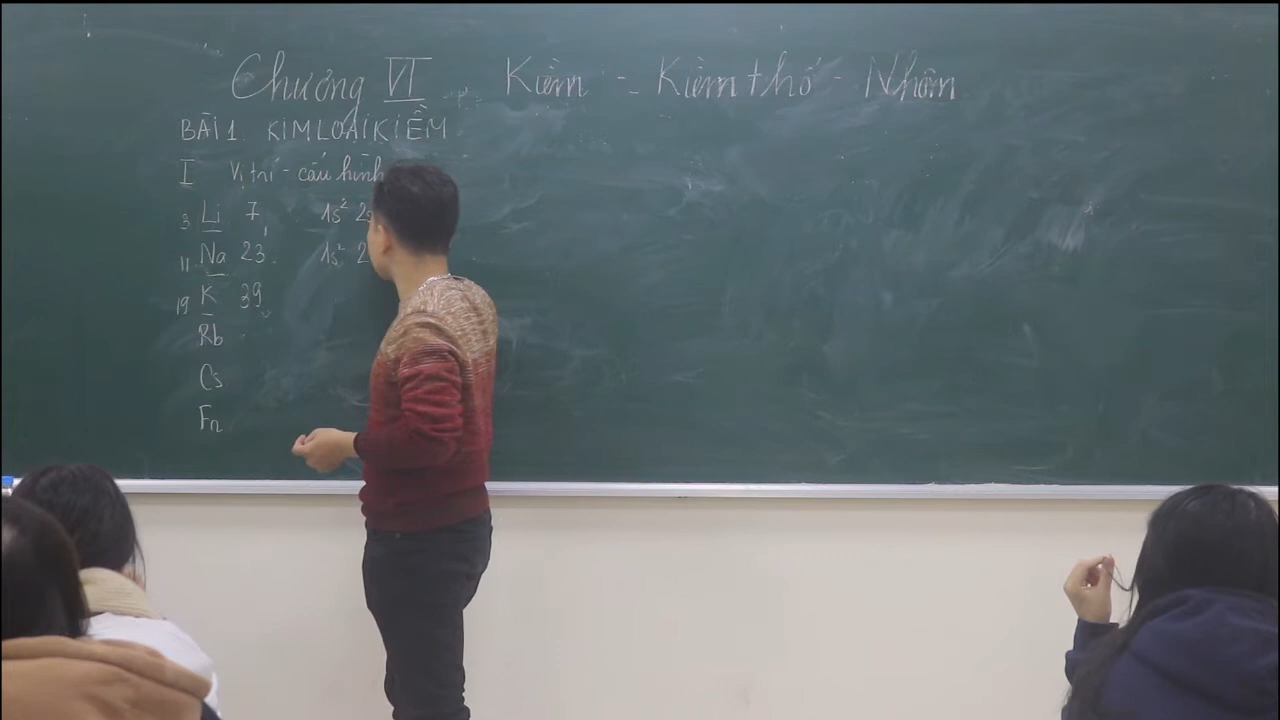 Chương VI Kiềm - Kiềm thổ - Nhôm
BÀI 1 KIM LOẠI KIỀM
I Vị trí - cấu hình
3 Li 7 1s² 2s
11 Na 23 1s² 2
19 K 39
Rb
Cs
Fr